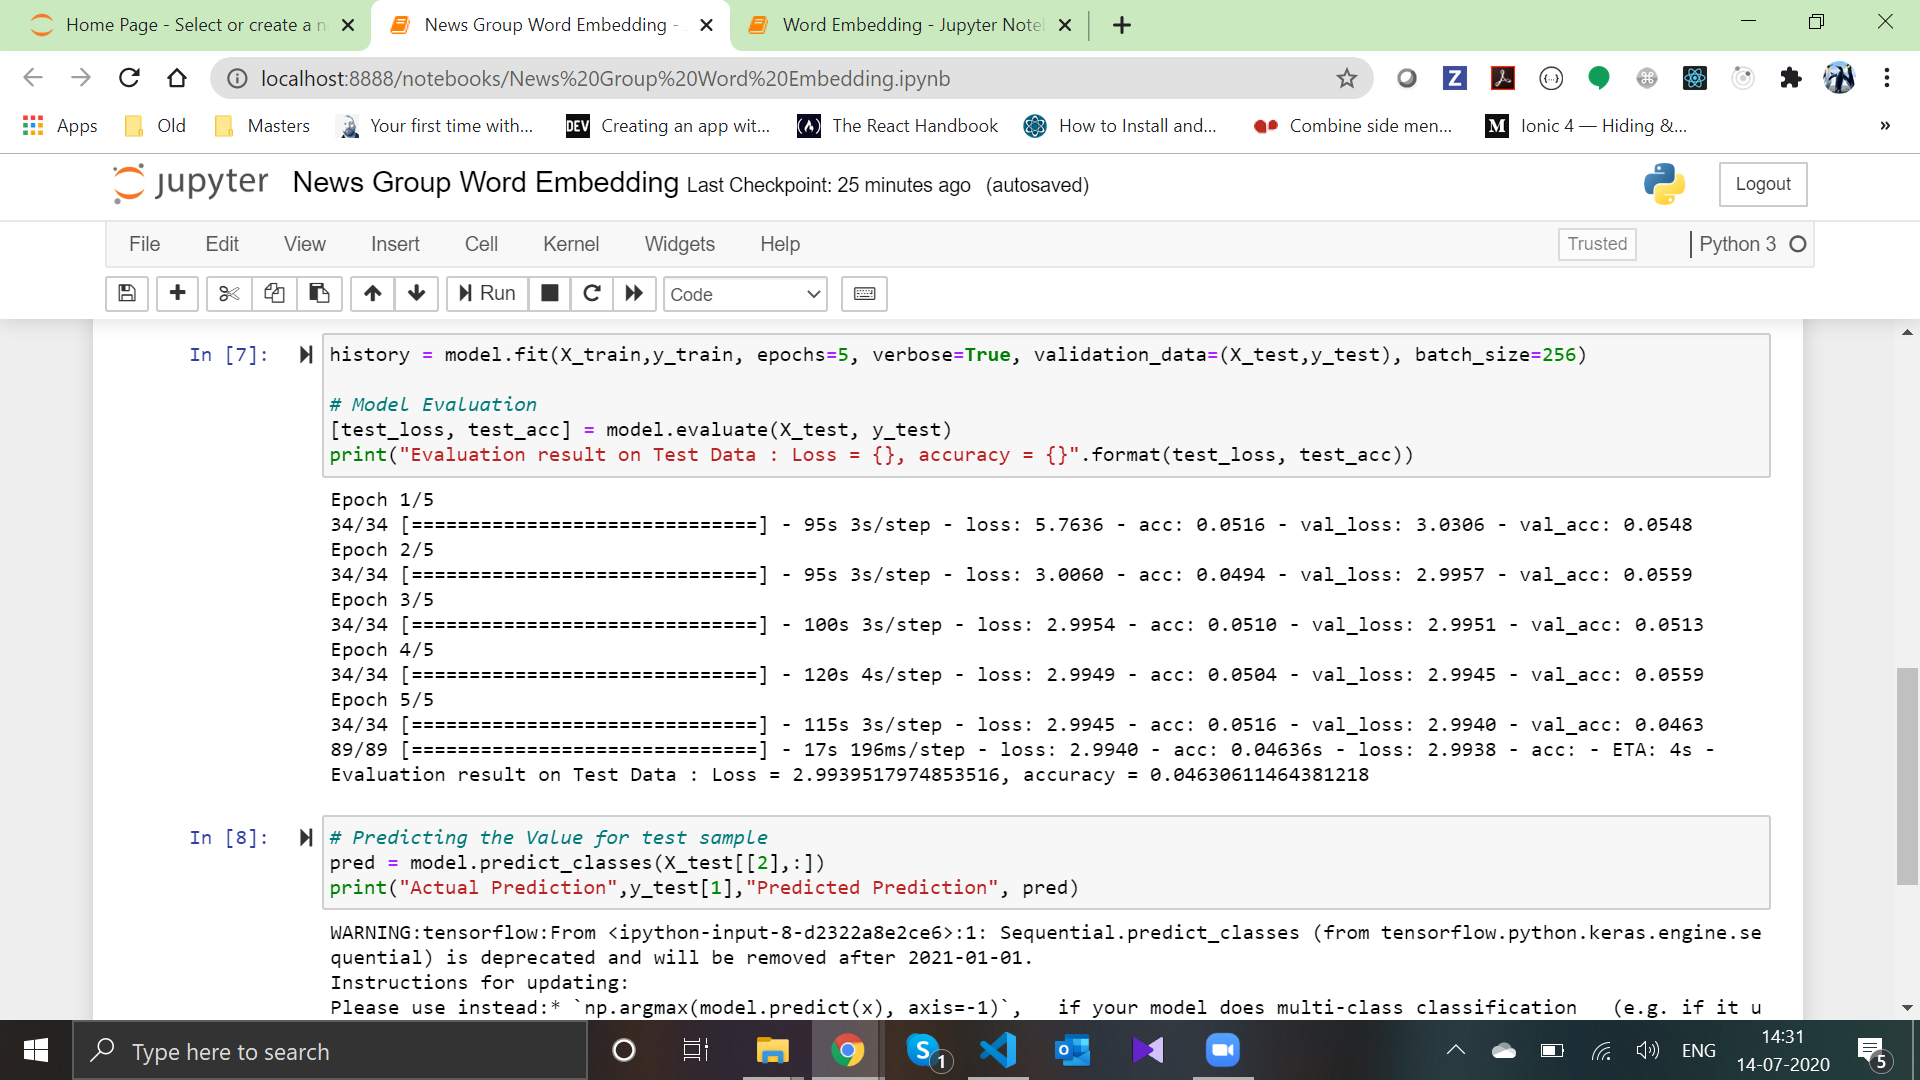 Home Page - Select or create a n
News Group Word Embedding -
Word Embedding - Jupyter Note
localhost:8888/notebooks/News%20Group%20Word%20Embedding.ipynb
Apps
Old
Masters
Your first time with...
DEV
Creating an app wit...
The React Handbook
How to Install and...
Combine side men...
Ionic 4 — Hiding &...
jupyter
News Group Word Embedding
Last Checkpoint: 25 minutes ago (autosaved)
Logout
File
Edit
View
Insert
Cell
Kernel
Widgets
Help
Trusted
Python 3
Run
Code
In [7]:
history = model.fit(X_train,y_train, epochs=5, verbose=True, validation_data=(X_test,y_test), batch_size=256)
# Model Evaluation
[test_loss, test_acc] = model.evaluate(X_test, y_test)
print("Evaluation result on Test Data : Loss = {}, accuracy = {}".format(test_loss, test_acc))
Epoch 1/5
34/34 [==============================] - 95s 3s/step - loss: 5.7636 - acc: 0.0516 - val_loss: 3.0306 - val_acc: 0.0548
Epoch 2/5
34/34 [==============================] - 95s 3s/step - loss: 3.0060 - acc: 0.0494 - val_loss: 2.9957 - val_acc: 0.0559
Epoch 3/5
34/34 [==============================] - 100s 3s/step - loss: 2.9954 - acc: 0.0510 - val_loss: 2.9951 - val_acc: 0.0513
Epoch 4/5
34/34 [==============================] - 120s 4s/step - loss: 2.9949 - acc: 0.0504 - val_loss: 2.9945 - val_acc: 0.0559
Epoch 5/5
34/34 [==============================] - 115s 3s/step - loss: 2.9945 - acc: 0.0516 - val_loss: 2.9940 - val_acc: 0.0463
89/89 [==============================] - 17s 196ms/step - loss: 2.9940 - acc: 0.04636s - loss: 2.9938 - acc: - ETA: 4s -
Evaluation result on Test Data : Loss = 2.9939517974853516, accuracy = 0.04630611464381218
In [8]:
# Predicting the Value for test sample
pred = model.predict_classes(X_test[[2],:])
print("Actual Prediction",y_test[1],"Predicted Prediction", pred)
WARNING:tensorflow:From <ipython-input-8-d2322a8e2ce6>:1: Sequential.predict_classes (from tensorflow.python.keras.engine.se
quential) is deprecated and will be removed after 2021-01-01.
Instructions for updating:
Please use instead:* `np.argmax(model.predict(x), axis=-1)`,   if your model does multi-class classification   (e.g. if it u
Type here to search
1
ENG
14:31
14-07-2020
5